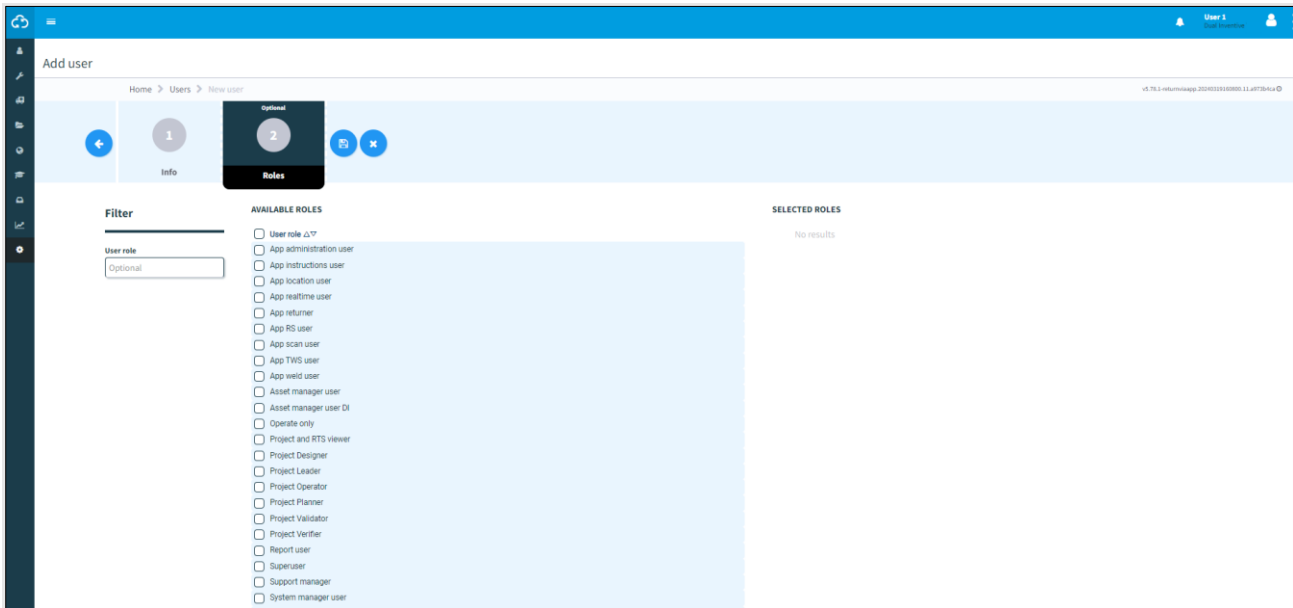 User 1
Dual Inventive
Add user
Home > Users > New user
Optional
1
2
Info
Roles
Filter
User role
Optional
AVAILABLE ROLES
User role
App administration user
App instructions user
App location user
App realtime user
App returner
App RS user
App scan user
App TWS user
App weld user
Asset manager user
Asset manager user DI
Operate only
Project and RTS viewer
Project Designer
Project Leader
Project Operator
Project Planner
Project Validator
Project Verifier
Report user
Superuser
Support manager
System manager user
SELECTED ROLES
No results